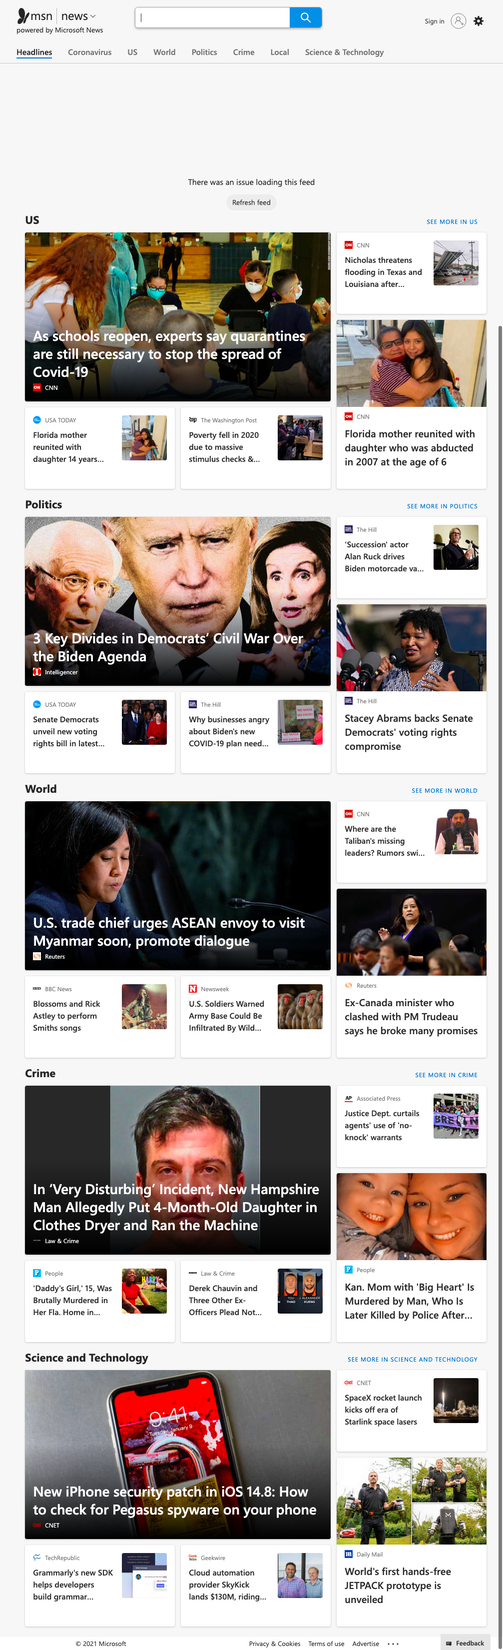 msn news
powered by Microsoft News
Sign in
Headlines Coronavirus US World Politics Crime Local Science & Technology
There was an issue loading this feed
Refresh feed
US
SEE MORE IN US
As schools reopen, experts say quarantines
are still necessary to stop the spread of
Covid-19
CNN
CNN
Nicholas threatens
flooding in Texas and
Louisiana after...
CNN
Florida mother reunited with
daughter who was abducted
in 2007 at the age of 6
USA TODAY
Florida mother
reunited with
daughter 14 years...
The Washington Post
Poverty fell in 2020
due to massive
stimulus checks &...
Politics
SEE MORE IN POLITICS
3 Key Divides in Democrats' Civil War Over
the Biden Agenda
Intelligencer
The Hill
'Succession' actor
Alan Ruck drives
Biden motorcade va...
The Hill
Stacey Abrams backs Senate
Democrats' voting rights
compromise
USA TODAY
Senate Democrats
unveil new voting
rights bill in latest...
The Hill
Why businesses angry
about Biden's new
COVID-19 plan need...
World
SEE MORE IN WORLD
U.S. trade chief urges ASEAN envoy to visit
Myanmar soon, promote dialogue
Reuters
CNN
Where are the
Taliban's missing
leaders? Rumors swi...
Reuters
Ex-Canada minister who
clashed with PM Trudeau
says he broke many promises
BBC News
Blossoms and Rick
Astley to perform
Smiths songs
Newsweek
U.S. Soldiers Warned
Army Base Could Be
Infiltrated By Wild...
Crime
SEE MORE IN CRIME
In 'Very Disturbing' Incident, New Hampshire
Man Allegedly Put 4-Month-Old Daughter in
Clothes Dryer and Ran the Machine
Law & Crime
Associated Press
Justice Dept. curtails
agents' use of 'no-
knock' warrants
People
Kan. Mom with 'Big Heart' Is
Murdered by Man, Who Is
Later Killed by Police After...
People
'Daddy's Girl,' 15, Was
Brutally Murdered in
Her Fla. Home in...
Law & Crime
Derek Chauvin and
Three Other Ex-
Officers Plead Not...
Science and Technology
SEE MORE IN SCIENCE AND TECHNOLOGY
9:41
New iPhone security patch in iOS 14.8: How
to check for Pegasus spyware on your phone
CNET
CNET
SpaceX rocket launch
kicks off era of
Starlink space lasers
Daily Mail
World's first hands-free
JETPACK prototype is
unveiled
TechRepublic
Grammarly's new SDK
helps developers
build grammar...
Geekwire
Cloud automation
provider SkyKick
lands $130M, riding...
© 2021 Microsoft
Privacy & Cookies Terms of use Advertise ...
Feedback